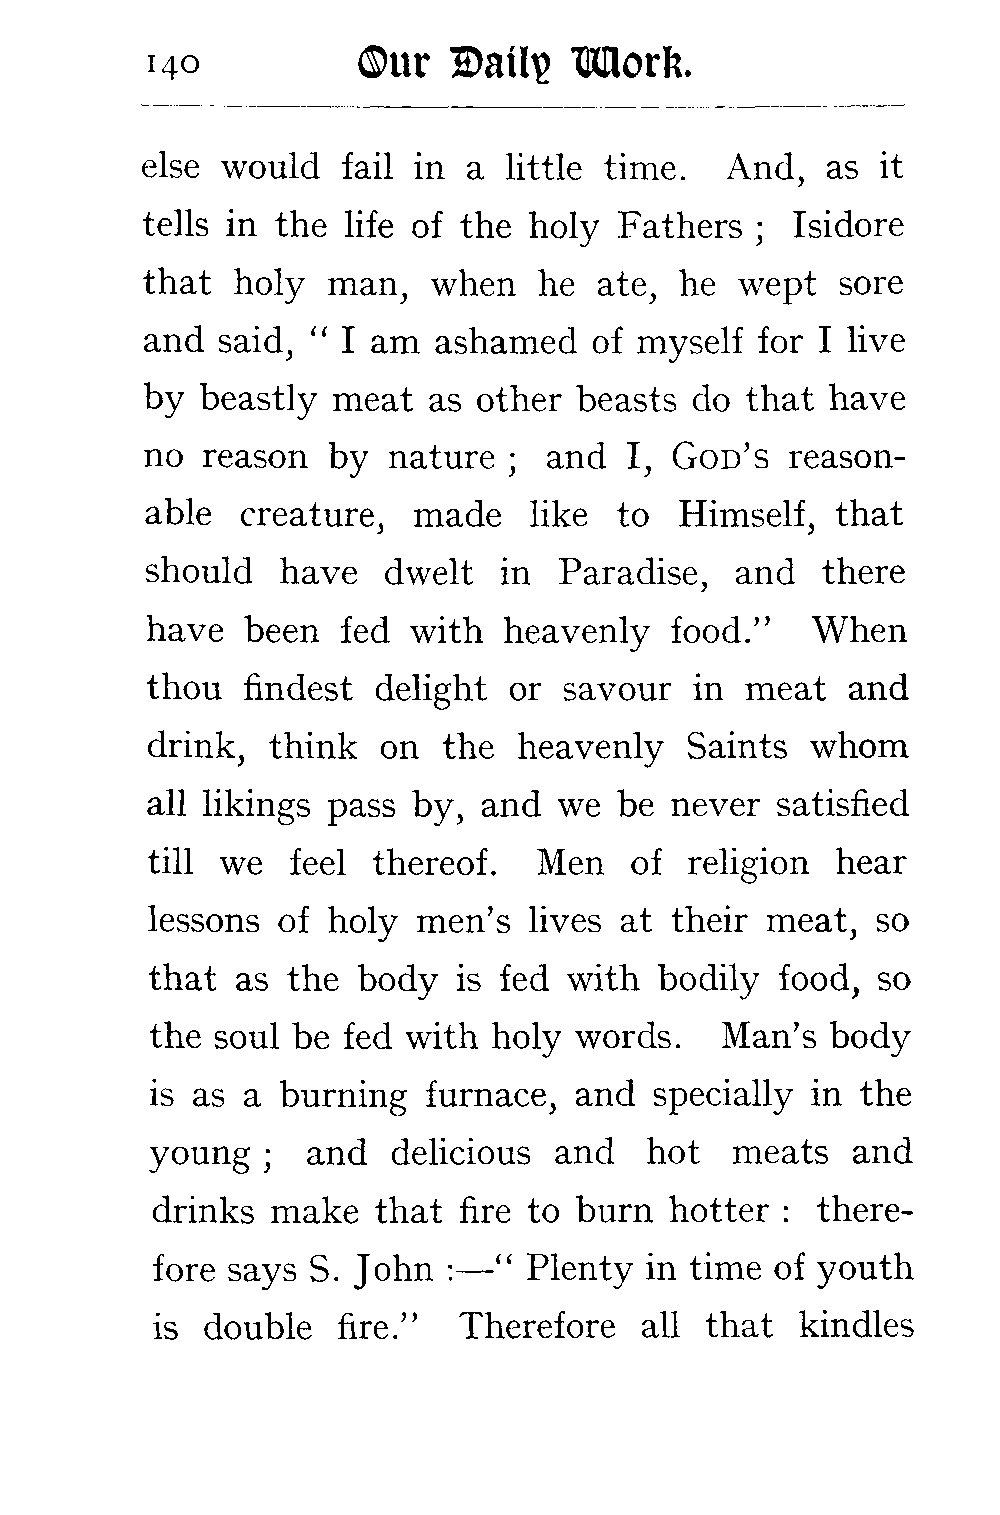 140 Our Daily Work.
else would fail in a little time. And, as it
tells in the life of the holy Fathers ; Isidore
that holy man, when he ate, he wept sore
and said, “ I am ashamed of myself for I live
by beastly meat as other beasts do that have
no reason by nature ; and I, GOD’S reason-
able creature, made like to Himself, that
should have dwelt in Paradise, and there
have been fed with heavenly food.” When
thou findest delight or savour in meat and
drink, think on the heavenly Saints whom
all likings pass by, and we be never satisfied
till we feel thereof. Men of religion hear
lessons of holy men’s lives at their meat, so
that as the body is fed with bodily food, so
the soul be fed with holy words. Man’s body
is as a burning furnace, and specially in the
young ; and delicious and hot meats and
drinks make that fire to burn hotter : there-
fore says S. John :—“ Plenty in time of youth
is double fire.” Therefore all that kindles